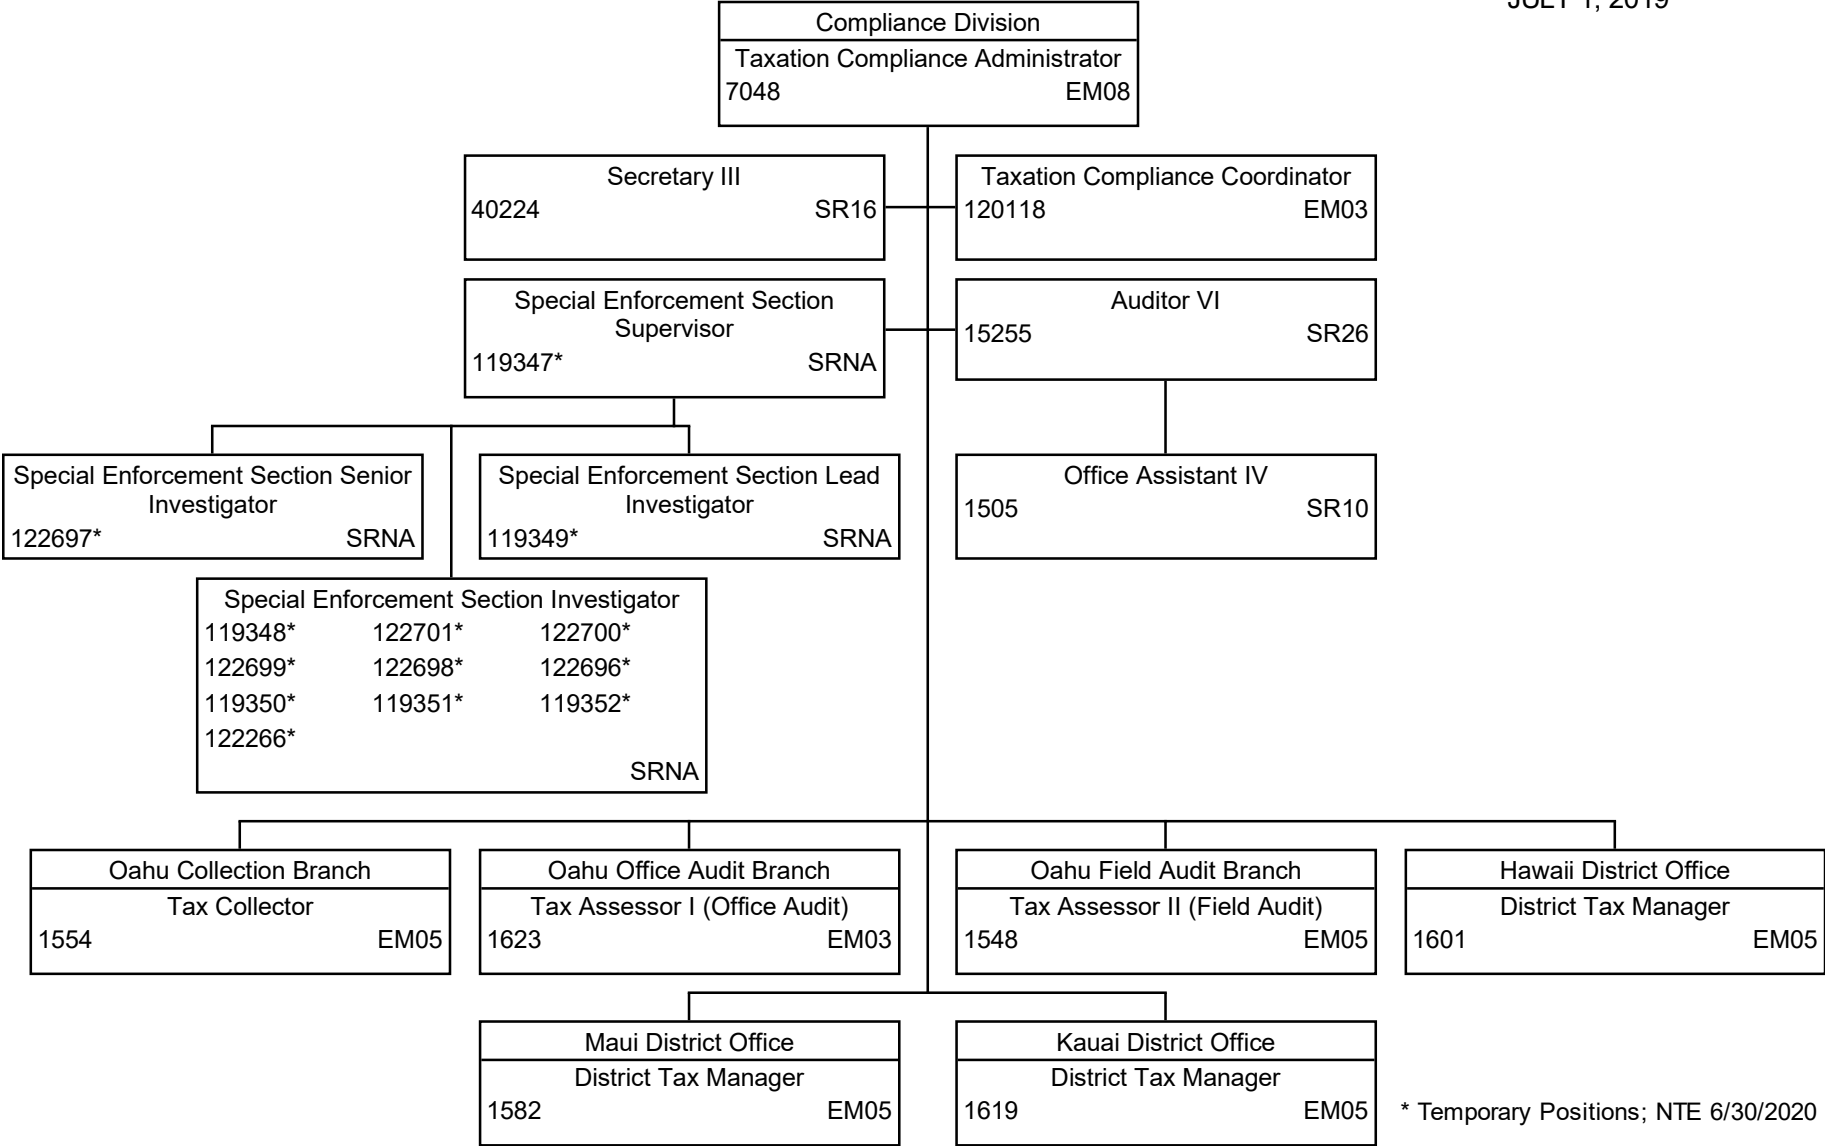 JULY 1, 2019
Compliance Division
Taxation Compliance Administrator
7048 EM08
Secretary III
40224 SR16
Taxation Compliance Coordinator
120118 EM03
Special Enforcement Section
Supervisor
119347* SRNA
Auditor VI
15255 SR26
Special Enforcement Section Senior
Investigator
122697* SRNA
Special Enforcement Section Lead
Investigator
119349* SRNA
Office Assistant IV
1505 SR10
Special Enforcement Section Investigator
119348* 122701* 122700*
122699* 122698* 122696*
119350* 119351* 119352*
122266*
SRNA
Oahu Collection Branch
Tax Collector
1554 EM05
Oahu Office Audit Branch
Tax Assessor I (Office Audit)
1623 EM03
Oahu Field Audit Branch
Tax Assessor II (Field Audit)
1548 EM05
Hawaii District Office
District Tax Manager
1601 EM05
Maui District Office
District Tax Manager
1582 EM05
Kauai District Office
District Tax Manager
1619 EM05
* Temporary Positions; NTE 6/30/2020